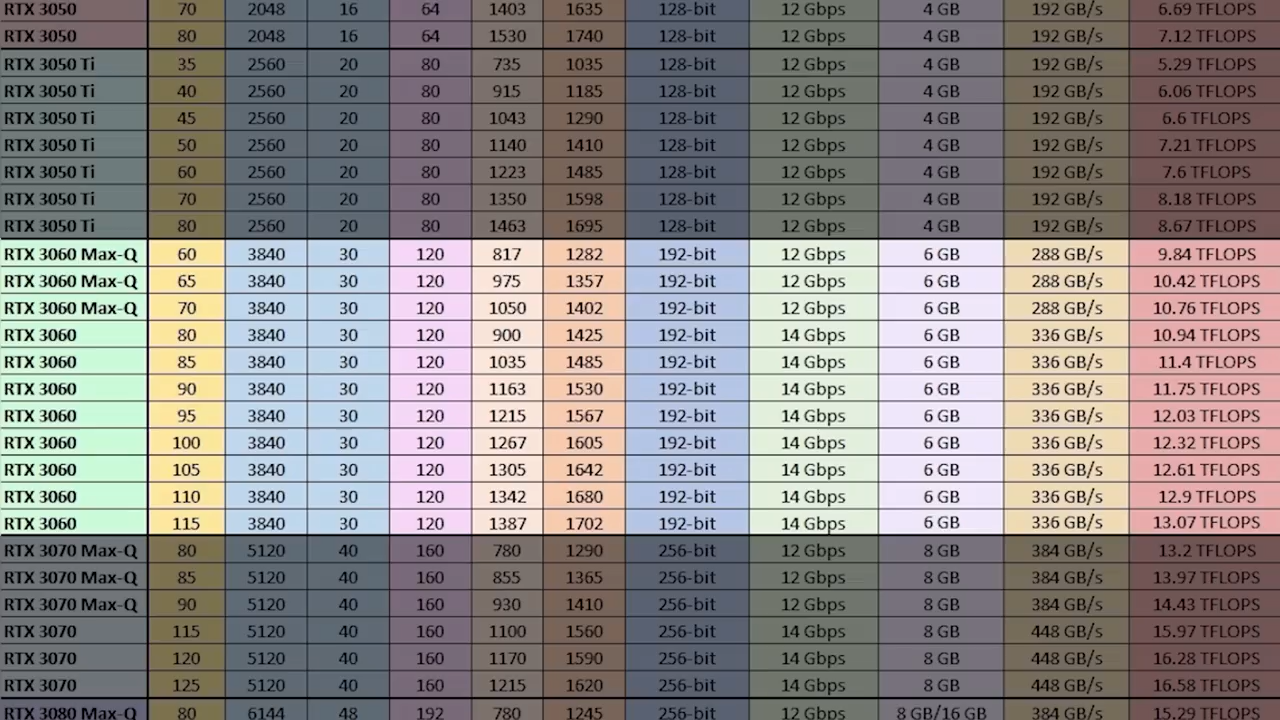 RTX 3050 70 2048 16 64 1403 1635 128-bit 12 Gbps 4 GB 192 GB/s 6.69 TFLOPS
RTX 3050 80 2048 16 64 1530 1740 128-bit 12 Gbps 4 GB 192 GB/s 7.12 TFLOPS
RTX 3050 Ti 35 2560 20 80 735 1035 128-bit 12 Gbps 4 GB 192 GB/s 5.29 TFLOPS
RTX 3050 Ti 40 2560 20 80 915 1185 128-bit 12 Gbps 4 GB 192 GB/s 6.06 TFLOPS
RTX 3050 Ti 45 2560 20 80 1043 1290 128-bit 12 Gbps 4 GB 192 GB/s 6.6 TFLOPS
RTX 3050 Ti 50 2560 20 80 1140 1410 128-bit 12 Gbps 4 GB 192 GB/s 7.21 TFLOPS
RTX 3050 Ti 60 2560 20 80 1223 1485 128-bit 12 Gbps 4 GB 192 GB/s 7.6 TFLOPS
RTX 3050 Ti 70 2560 20 80 1350 1598 128-bit 12 Gbps 4 GB 192 GB/s 8.18 TFLOPS
RTX 3050 Ti 80 2560 20 80 1463 1695 128-bit 12 Gbps 4 GB 192 GB/s 8.67 TFLOPS
RTX 3060 Max-Q 60 3840 30 120 817 1282 192-bit 12 Gbps 6 GB 288 GB/s 9.84 TFLOPS
RTX 3060 Max-Q 65 3840 30 120 975 1357 192-bit 12 Gbps 6 GB 288 GB/s 10.42 TFLOPS
RTX 3060 Max-Q 70 3840 30 120 1050 1402 192-bit 12 Gbps 6 GB 288 GB/s 10.76 TFLOPS
RTX 3060 80 3840 30 120 900 1425 192-bit 14 Gbps 6 GB 336 GB/s 10.94 TFLOPS
RTX 3060 85 3840 30 120 1035 1485 192-bit 14 Gbps 6 GB 336 GB/s 11.4 TFLOPS
RTX 3060 90 3840 30 120 1163 1530 192-bit 14 Gbps 6 GB 336 GB/s 11.75 TFLOPS
RTX 3060 95 3840 30 120 1215 1567 192-bit 14 Gbps 6 GB 336 GB/s 12.03 TFLOPS
RTX 3060 100 3840 30 120 1267 1605 192-bit 14 Gbps 6 GB 336 GB/s 12.32 TFLOPS
RTX 3060 105 3840 30 120 1305 1642 192-bit 14 Gbps 6 GB 336 GB/s 12.61 TFLOPS
RTX 3060 110 3840 30 120 1342 1680 192-bit 14 Gbps 6 GB 336 GB/s 12.9 TFLOPS
RTX 3060 115 3840 30 120 1387 1702 192-bit 14 Gbps 6 GB 336 GB/s 13.07 TFLOPS
RTX 3070 Max-Q 80 5120 40 160 780 1290 256-bit 12 Gbps 8 GB 384 GB/s 13.2 TFLOPS
RTX 3070 Max-Q 85 5120 40 160 855 1365 256-bit 12 Gbps 8 GB 384 GB/s 13.97 TFLOPS
RTX 3070 Max-Q 90 5120 40 160 930 1410 256-bit 12 Gbps 8 GB 384 GB/s 14.43 TFLOPS
RTX 3070 115 5120 40 160 1100 1560 256-bit 14 Gbps 8 GB 448 GB/s 15.97 TFLOPS
RTX 3070 120 5120 40 160 1170 1590 256-bit 14 Gbps 8 GB 448 GB/s 16.28 TFLOPS
RTX 3070 125 5120 40 160 1215 1620 256-bit 14 Gbps 8 GB 448 GB/s 16.58 TFLOPS
RTX 3080 Max-Q 80 6144 48 192 780 1245 256-bit 12 Gbps 8 GB/16 GB 384 GB/s 15.29 TFLOPS